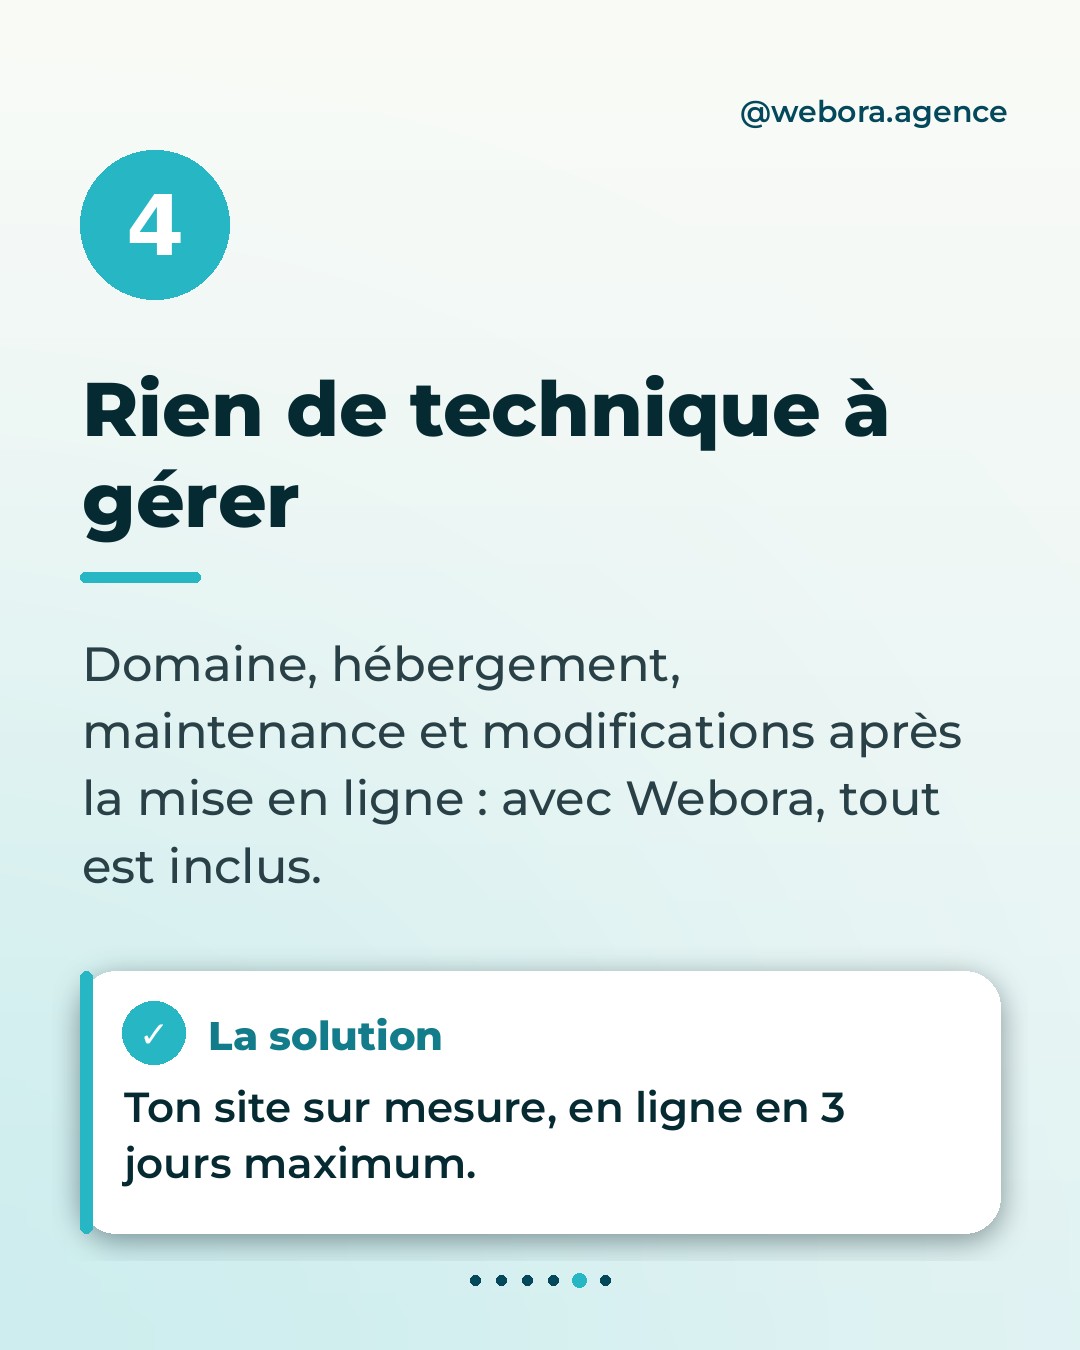 @webora.agence
4
Rien de technique à
gérer
Domaine, hébergement,
maintenance et modifications après
la mise en ligne : avec Webora, tout
est inclus.
✓ La solution
Ton site sur mesure, en ligne en 3
jours maximum.